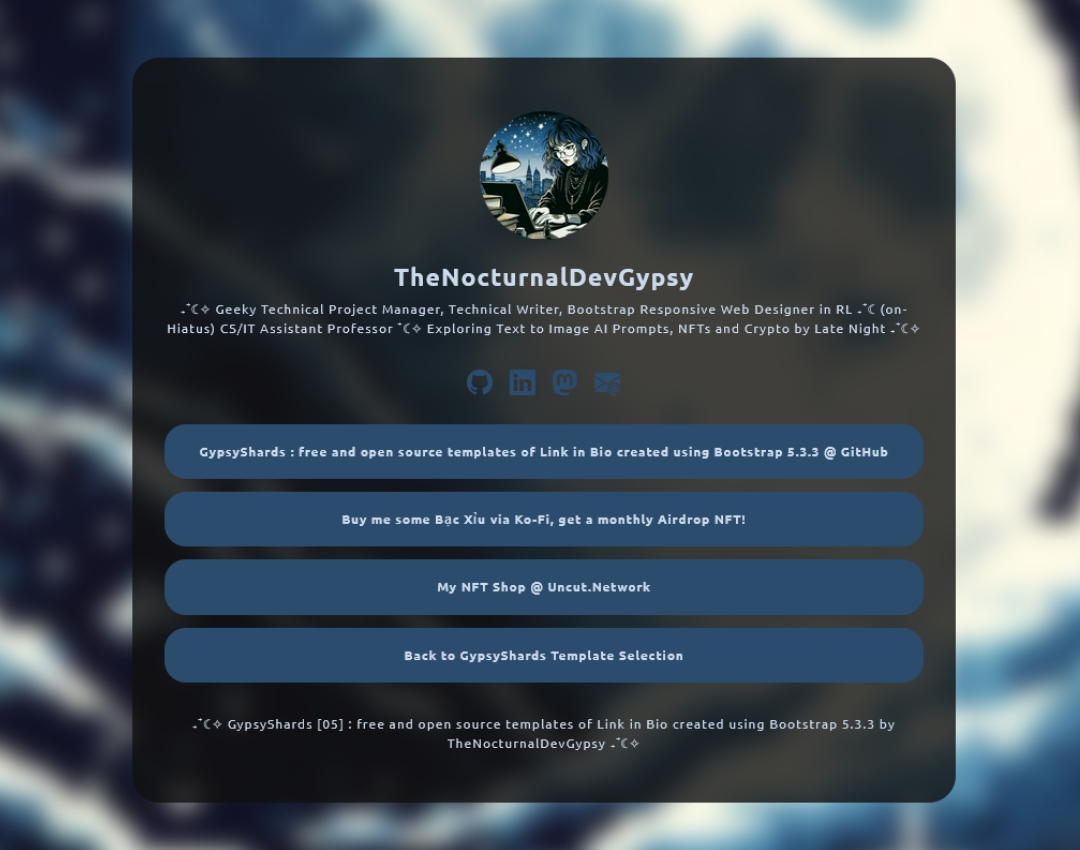 TheNocturnalDevGypsy
₊˚☾✧ Geeky Technical Project Manager, Technical Writer, Bootstrap Responsive Web Designer in RL ₊˚☾ (on-
Hiatus) CS/IT Assistant Professor ˚☾✧ Exploring Text to Image AI Prompts, NFTs and Crypto by Late Night ₊˚☾✧
GypsyShards : free and open source templates of Link in Bio created using Bootstrap 5.3.3 @ GitHub
Buy me some Bạc Xỉu via Ko-Fi, get a monthly Airdrop NFT!
My NFT Shop @ Uncut.Network
Back to GypsyShards Template Selection
₊˚☾✧ GypsyShards [05] : free and open source templates of Link in Bio created using Bootstrap 5.3.3 by
TheNocturnalDevGypsy ₊˚☾✧